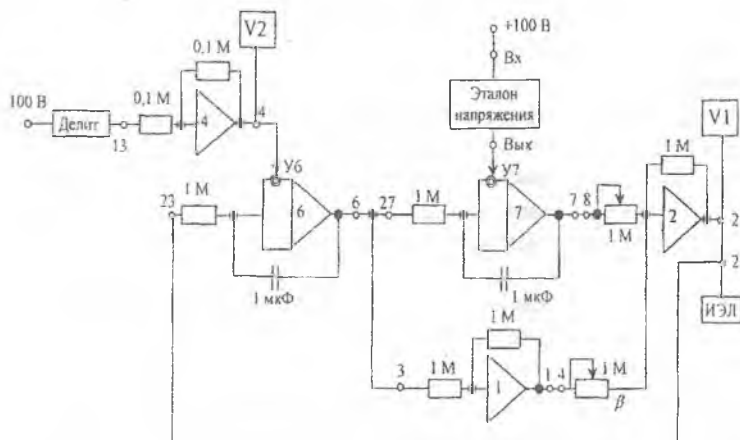 V2
+100 В
0,1 М
Вх
100 В
0,1 М
4
4
Эталон
напряжения
V1
Делит
13
Вых
У6
У7
1 М
23
1 М
6
6
27
1 М
7
7
8
1 М
2
2
2
1 мкФ
1 мкФ
ИЭЛ
1 М
3
1 М
1
1
4
1 М
β